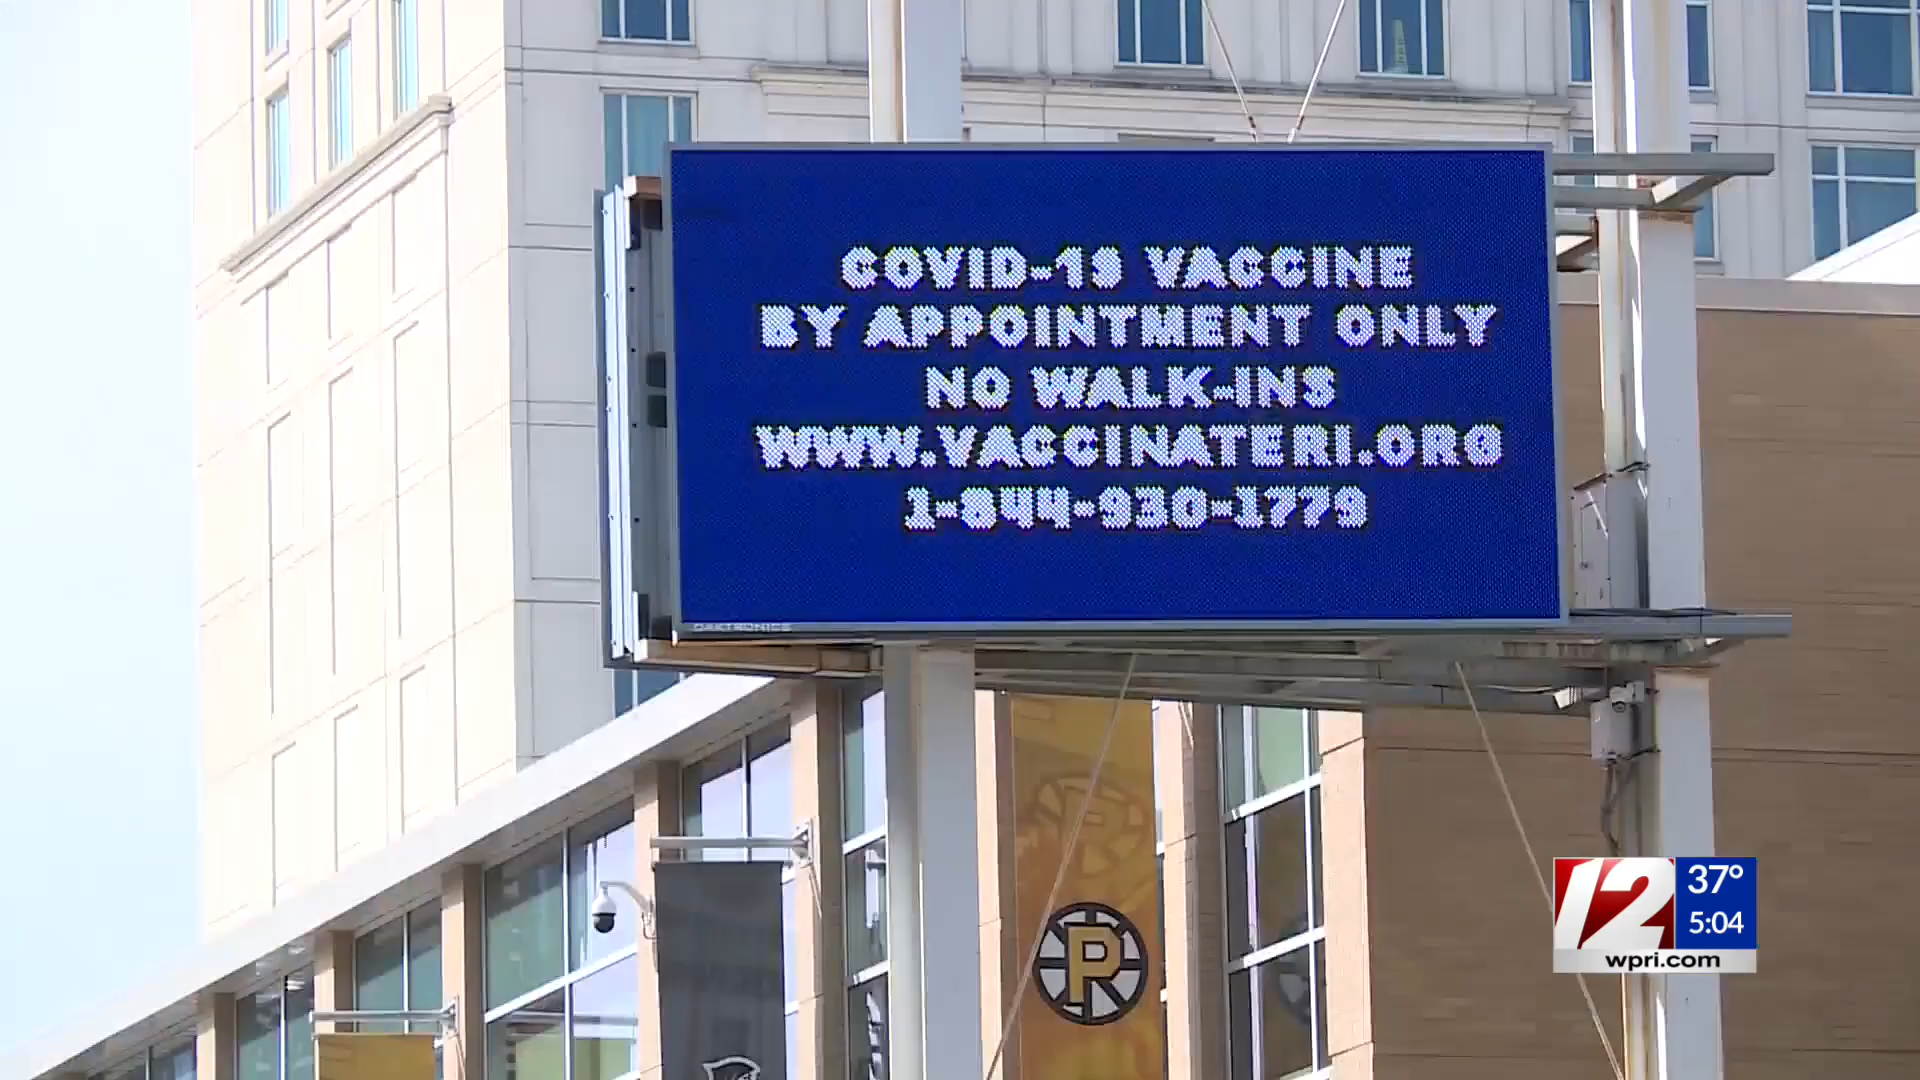 COVID-19 VACCINE
BY APPOINTMENT ONLY
NO WALK-INS
WWW.VACCINATERI.ORG
1-844-930-1779
DAKTRONICS
P
12
37°
5:04
wpri.com